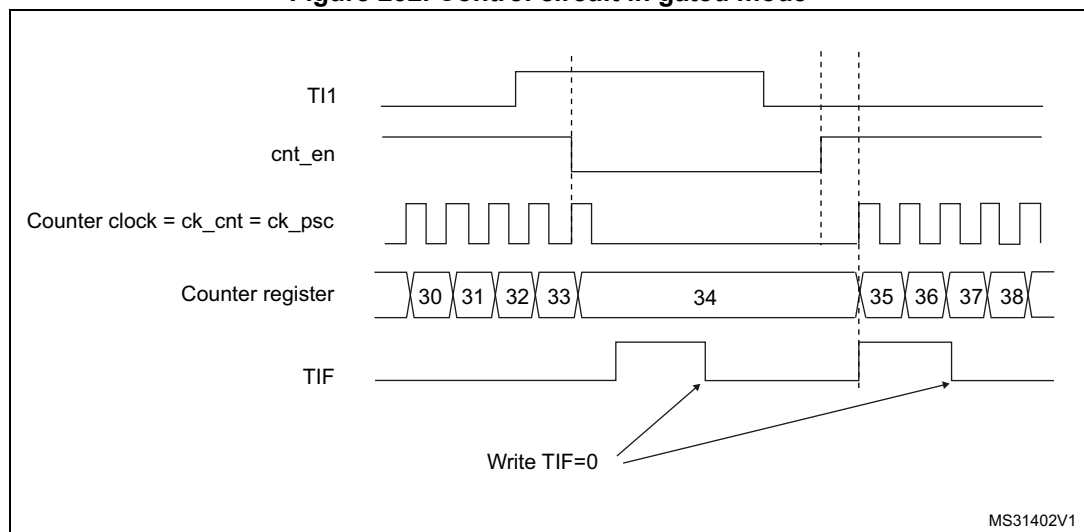 TI1
cnt_en
Counter clock = ck_cnt = ck_psc
Counter register
30 31 32 33 34 35 36 37 38
TIF
Write TIF=0
MS31402V1